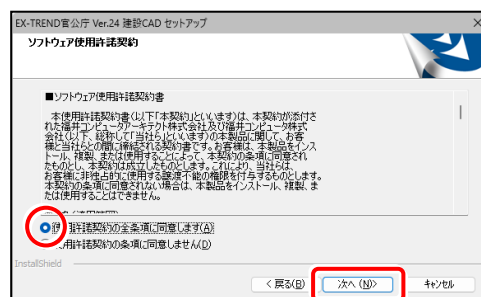 EX-TREND官公庁 Ver.24 建設CAD セットアップ
ソフトウェア使用許諾契約
■ソフトウェア使用許諾契約書
本使用許諾契約書(以下「本契約」といいます)は、本契約が添付さ
れた福井コンピュータアーキテクト株式会社及び福井コンピュータ株式
会社(以下、総称して「当社ら」といいます)の本製品に関して、お客
様と当社らとの間に締結される契約書です。お客様は、本製品をインス
トール、複製、または使用することによって、本契約の条項に同意され
たものとし、本契約は成立したものとします。これにより、当社らは、
お客様に非独占的に使用する譲渡不能の権限を付与するものとします。
本契約の条項に同意されない場合は、本製品をインストール、複製、ま
たは使用することはできません。
使用許諾契約の全条項に同意します(A)
使用許諾契約の条項に同意しません(D)
InstallShield
< 戻る(B) 次へ (N)> キャンセル